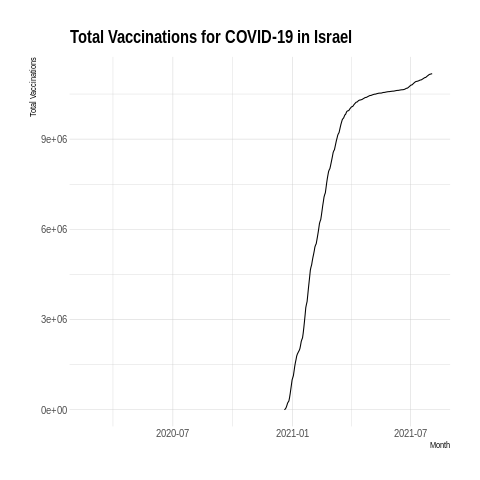 Total Vaccinations for COVID-19 in Israel
Total Vaccinations
9e+06
6e+06
3e+06
0e+00
2020-07 2021-01 2021-07
Month